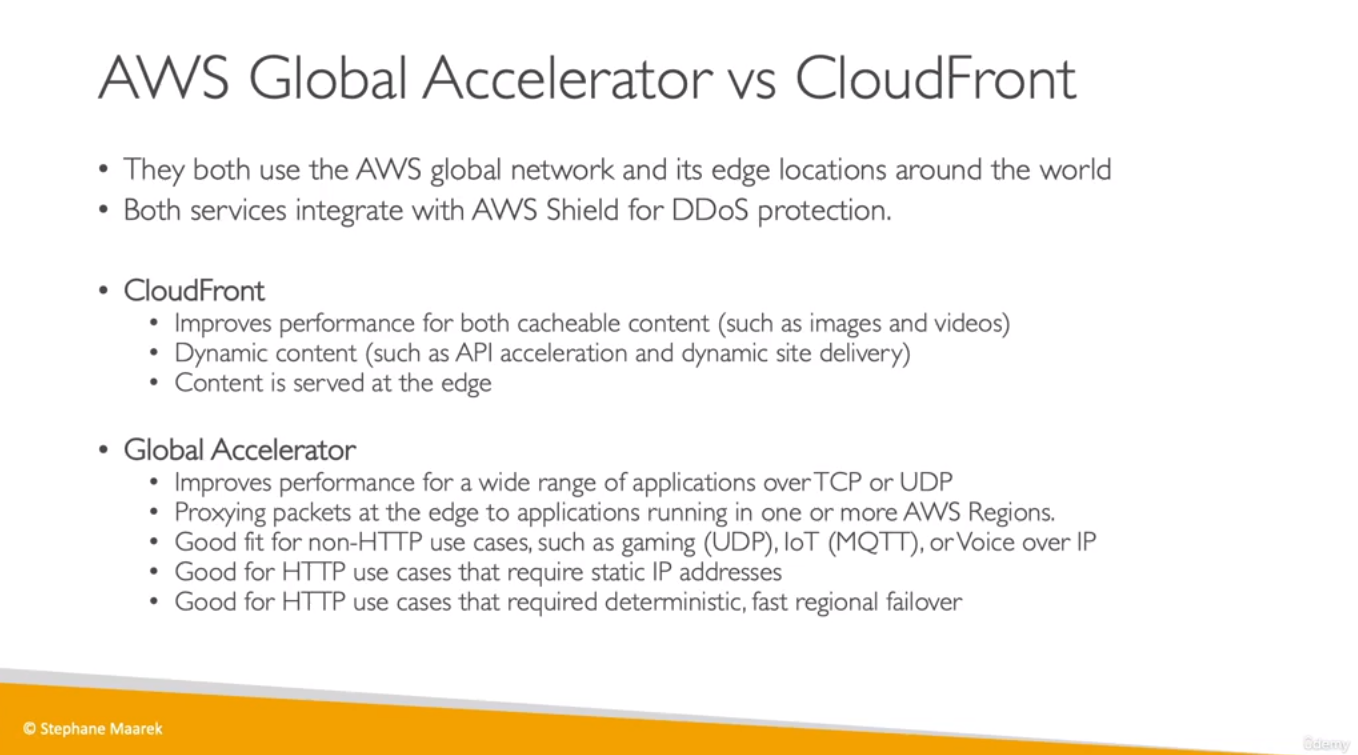 AWS Global Accelerator vs CloudFront
• They both use the AWS global network and its edge locations around the world
• Both services integrate with AWS Shield for DDoS protection.
• CloudFront
• Improves performance for both cacheable content (such as images and videos)
• Dynamic content (such as API acceleration and dynamic site delivery)
• Content is served at the edge
• Global Accelerator
• Improves performance for a wide range of applications over TCP or UDP
• Proxying packets at the edge to applications running in one or more AWS Regions.
• Good fit for non-HTTP use cases, such as gaming (UDP), IoT (MQTT), or Voice over IP
• Good for HTTP use cases that require static IP addresses
• Good for HTTP use cases that required deterministic, fast regional failover
© Stephane Maarek
Udemy